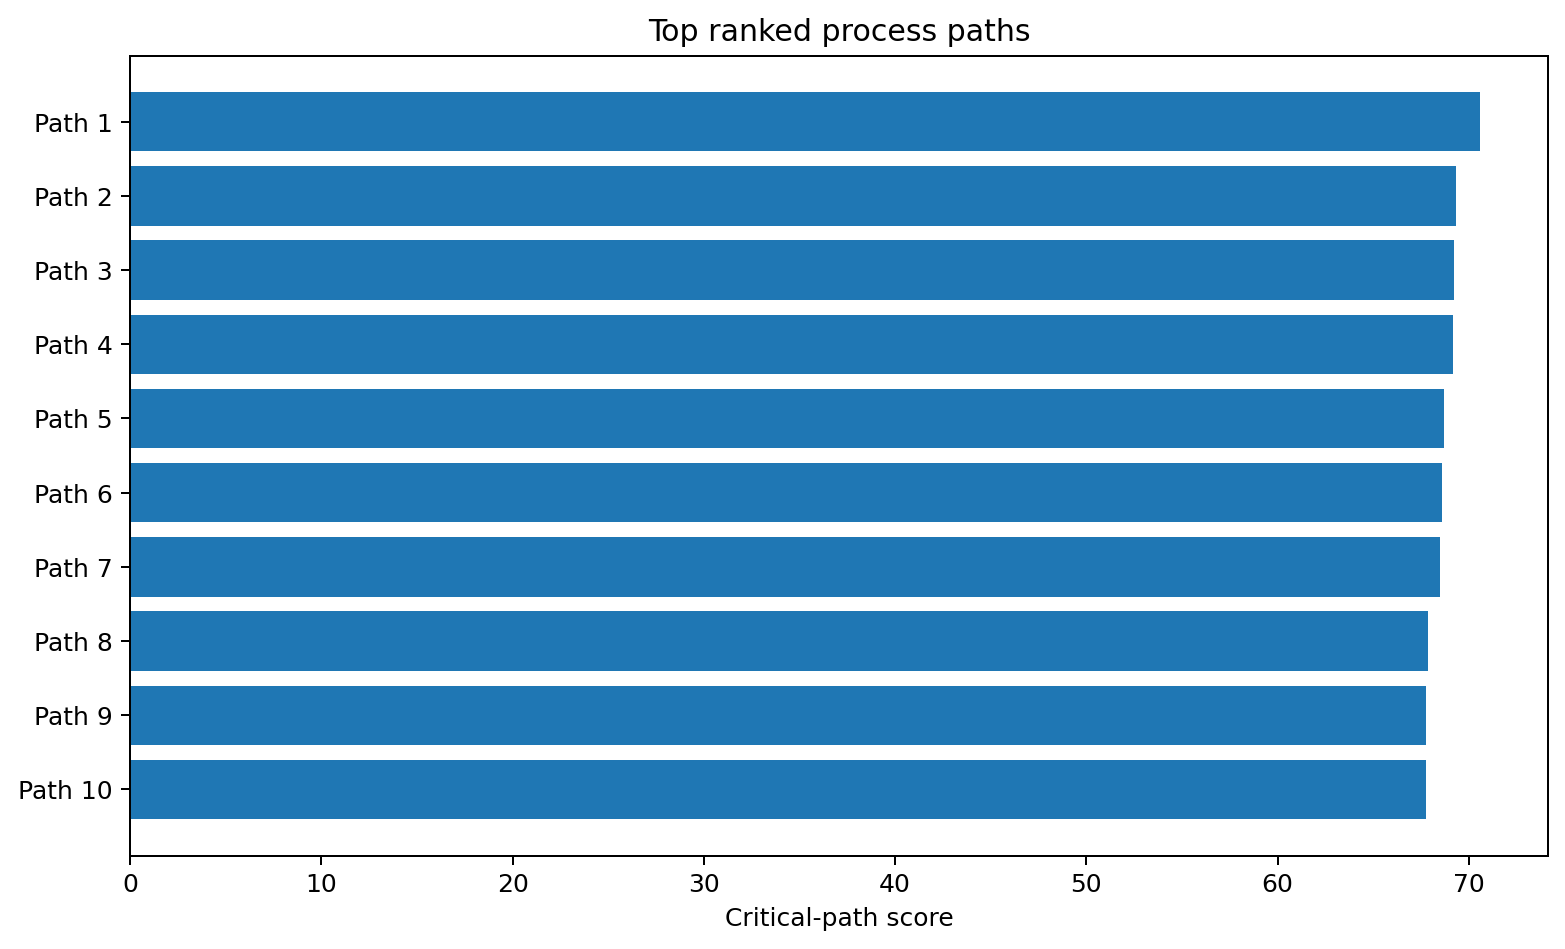 Top ranked process paths
Path 1
Path 2
Path 3
Path 4
Path 5
Path 6
Path 7
Path 8
Path 9
Path 10
0 10 20 30 40 50 60 70
Critical-path score